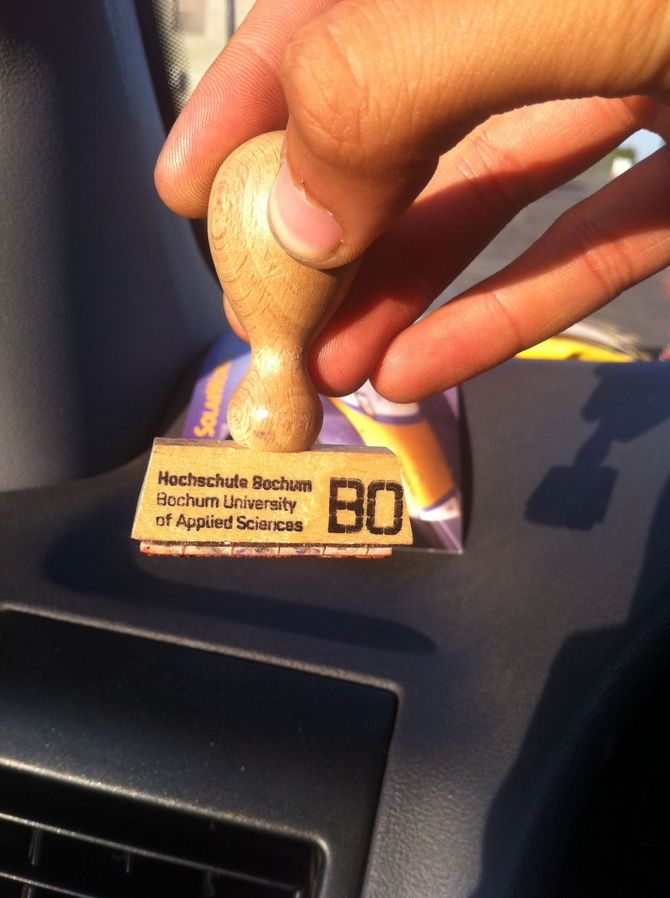 Hochschule Bochum
Bochum University
of Applied Sciences
BO